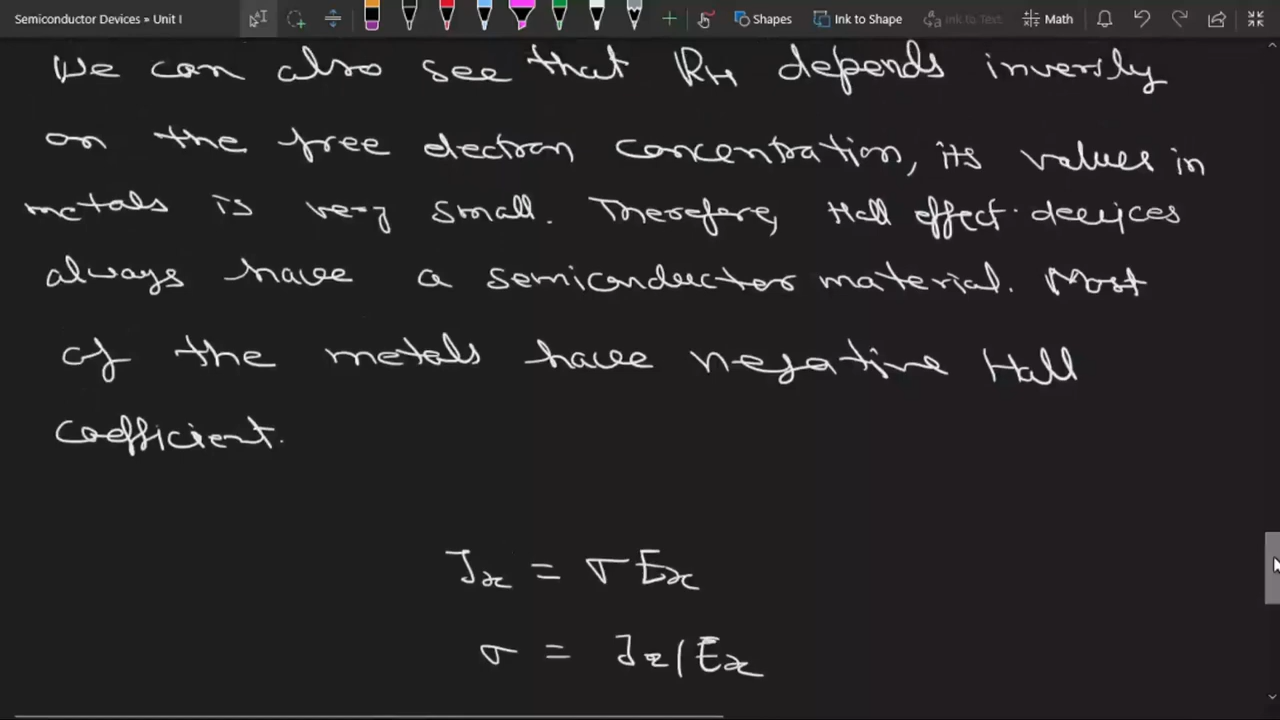 Semiconductor Devices » Unit I
Shapes Ink to Shape Ink to Text Math
We can also see that RH depends inversly
on the free electron concentration, its values in
metals is very small. Therefore, Hall effect devices
always have a semiconductor material. Most
of the metals have negative Hall
coefficient.
Jx = σEx
σ = Jx/Ex